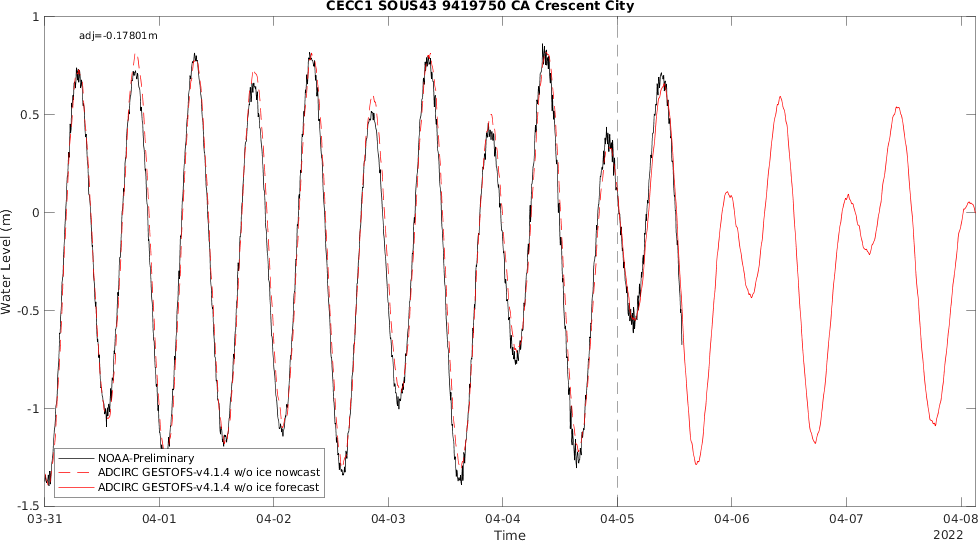 CECC1 SOUS43 9419750 CA Crescent City
adj=-0.17801m
1
0.5
0
-0.5
-1
-1.5
Water Level (m)
NOAA-Preliminary
ADCIRC GESTOFS-v4.1.4 w/o ice nowcast
ADCIRC GESTOFS-v4.1.4 w/o ice forecast
03-31 04-01 04-02 04-03 04-04 04-05 04-06 04-07 04-08
Time 2022